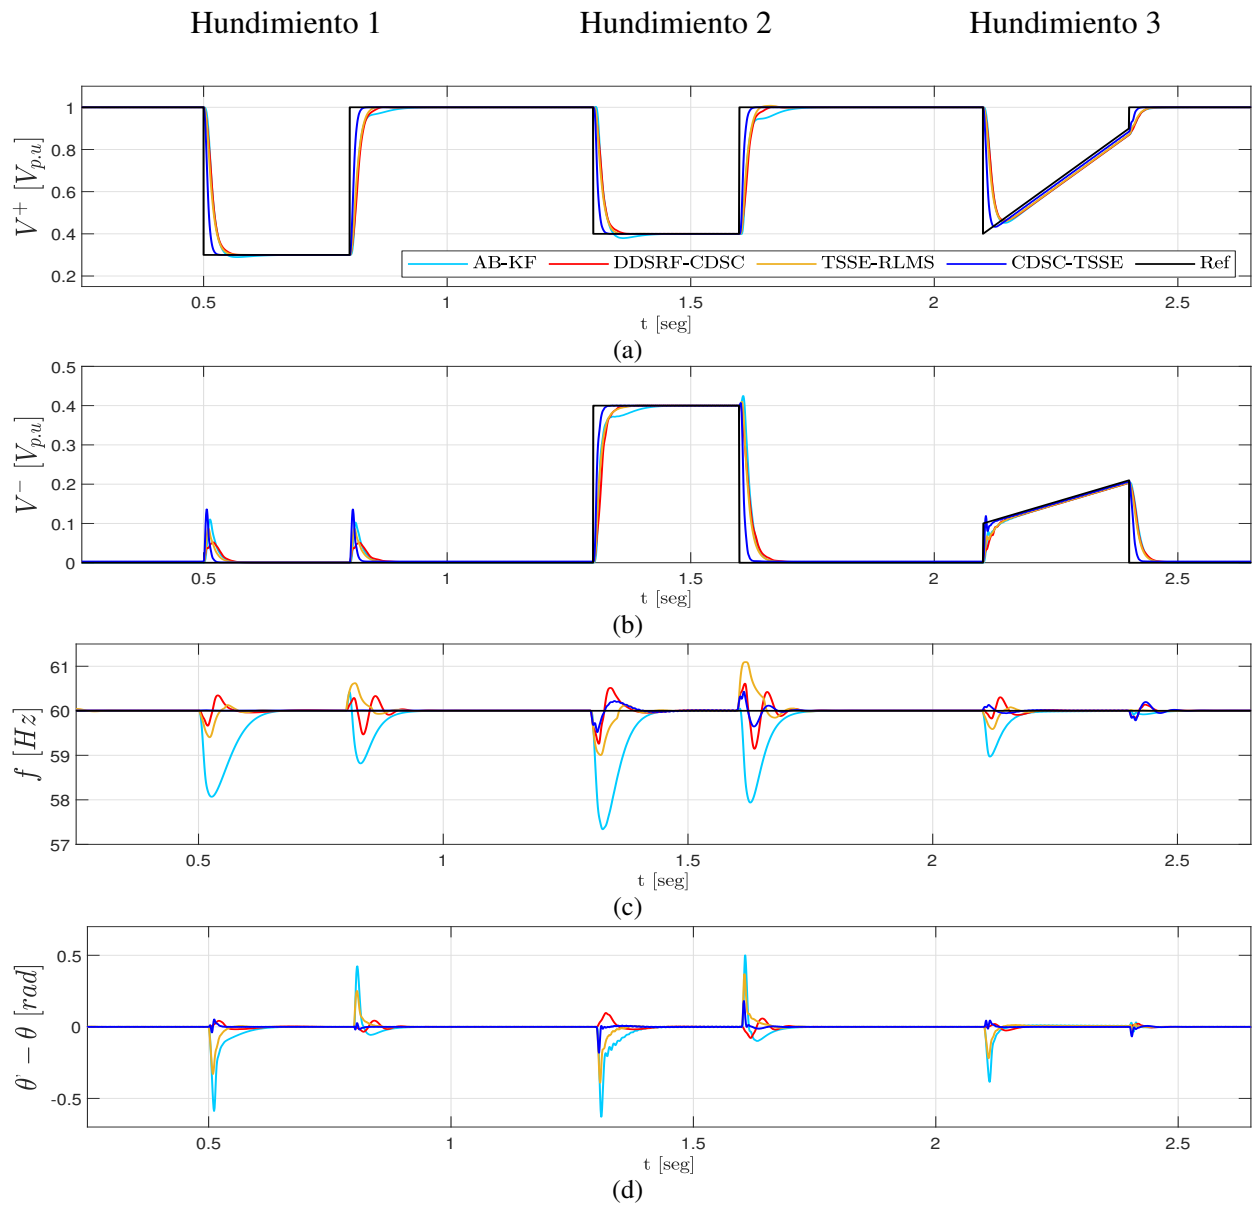 Hundimiento 1 Hundimiento 2 Hundimiento 3
V⁺ [V_{p.u}]
1
0.8
0.6
0.4
0.2
AB-KF DDSRF-CDSC TSSE-RLMS CDSC-TSSE Ref
0.5 1 1.5 2 2.5
t [seg]
(a)
V⁻ [V_{p.u}]
0.5
0.4
0.3
0.2
0.1
0
0.5 1 1.5 2 2.5
t [seg]
(b)
f [Hz]
61
60
59
58
57
0.5 1 1.5 2 2.5
t [seg]
(c)
θ' − θ [rad]
0.5
0
-0.5
0.5 1 1.5 2 2.5
t [seg]
(d)